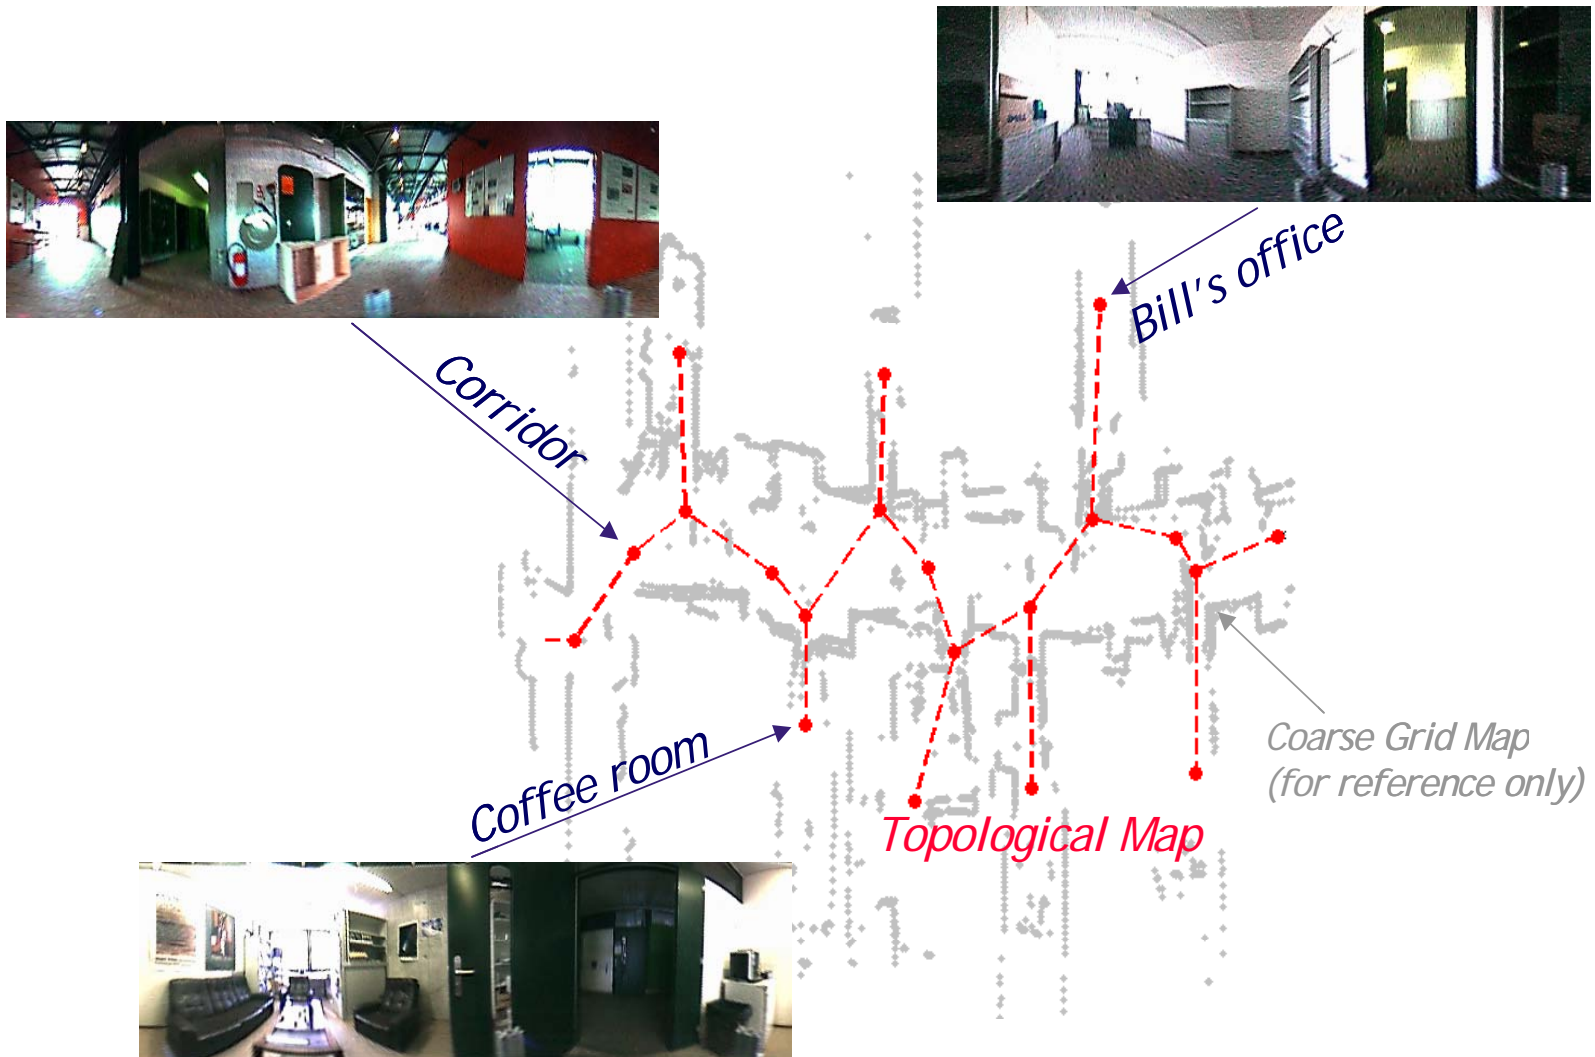 Bill's office
Corridor
Coffee room
Coarse Grid Map
(for reference only)
Topological Map